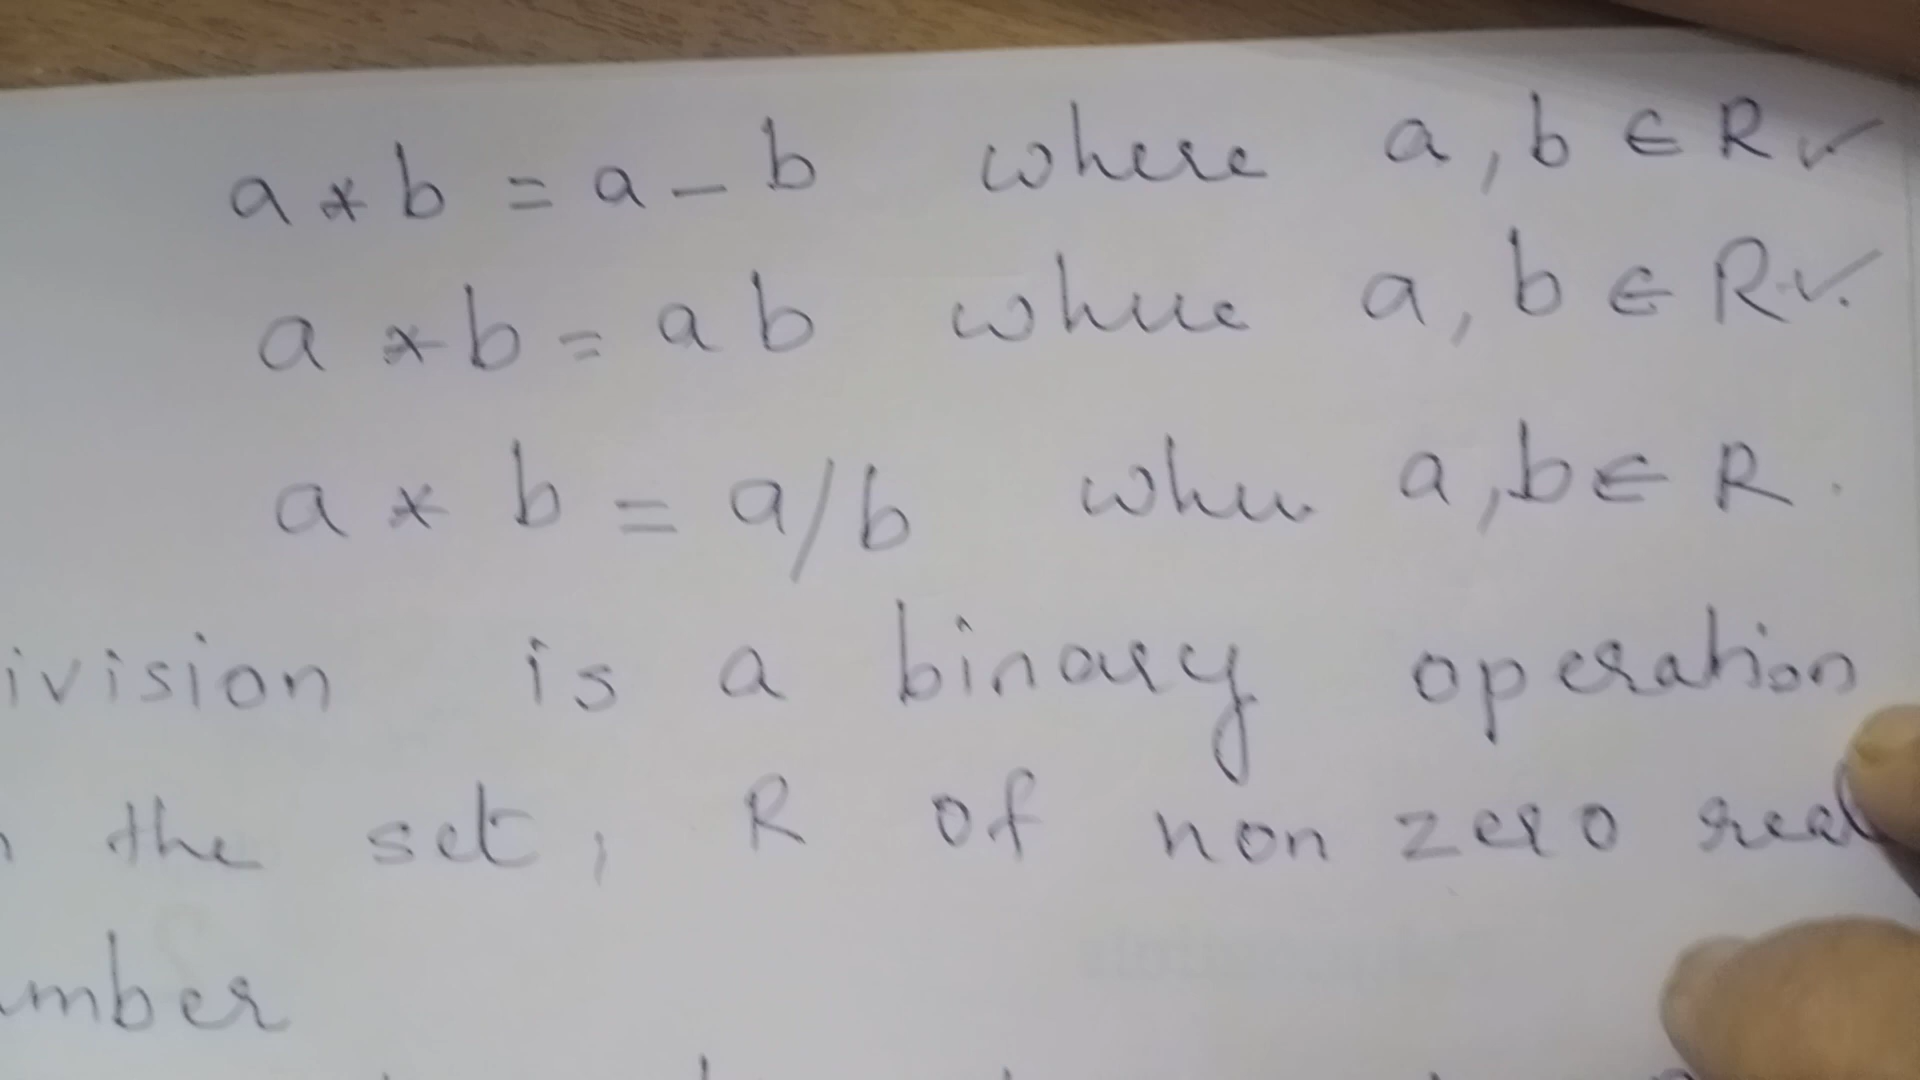 a * b = a - b where a, b ∈ R ✓
a * b = a b where a, b ∈ R ✓.
a * b = a/b when a, b ∈ R.
ivision is a binary operation
the set, R of non zero real
mber